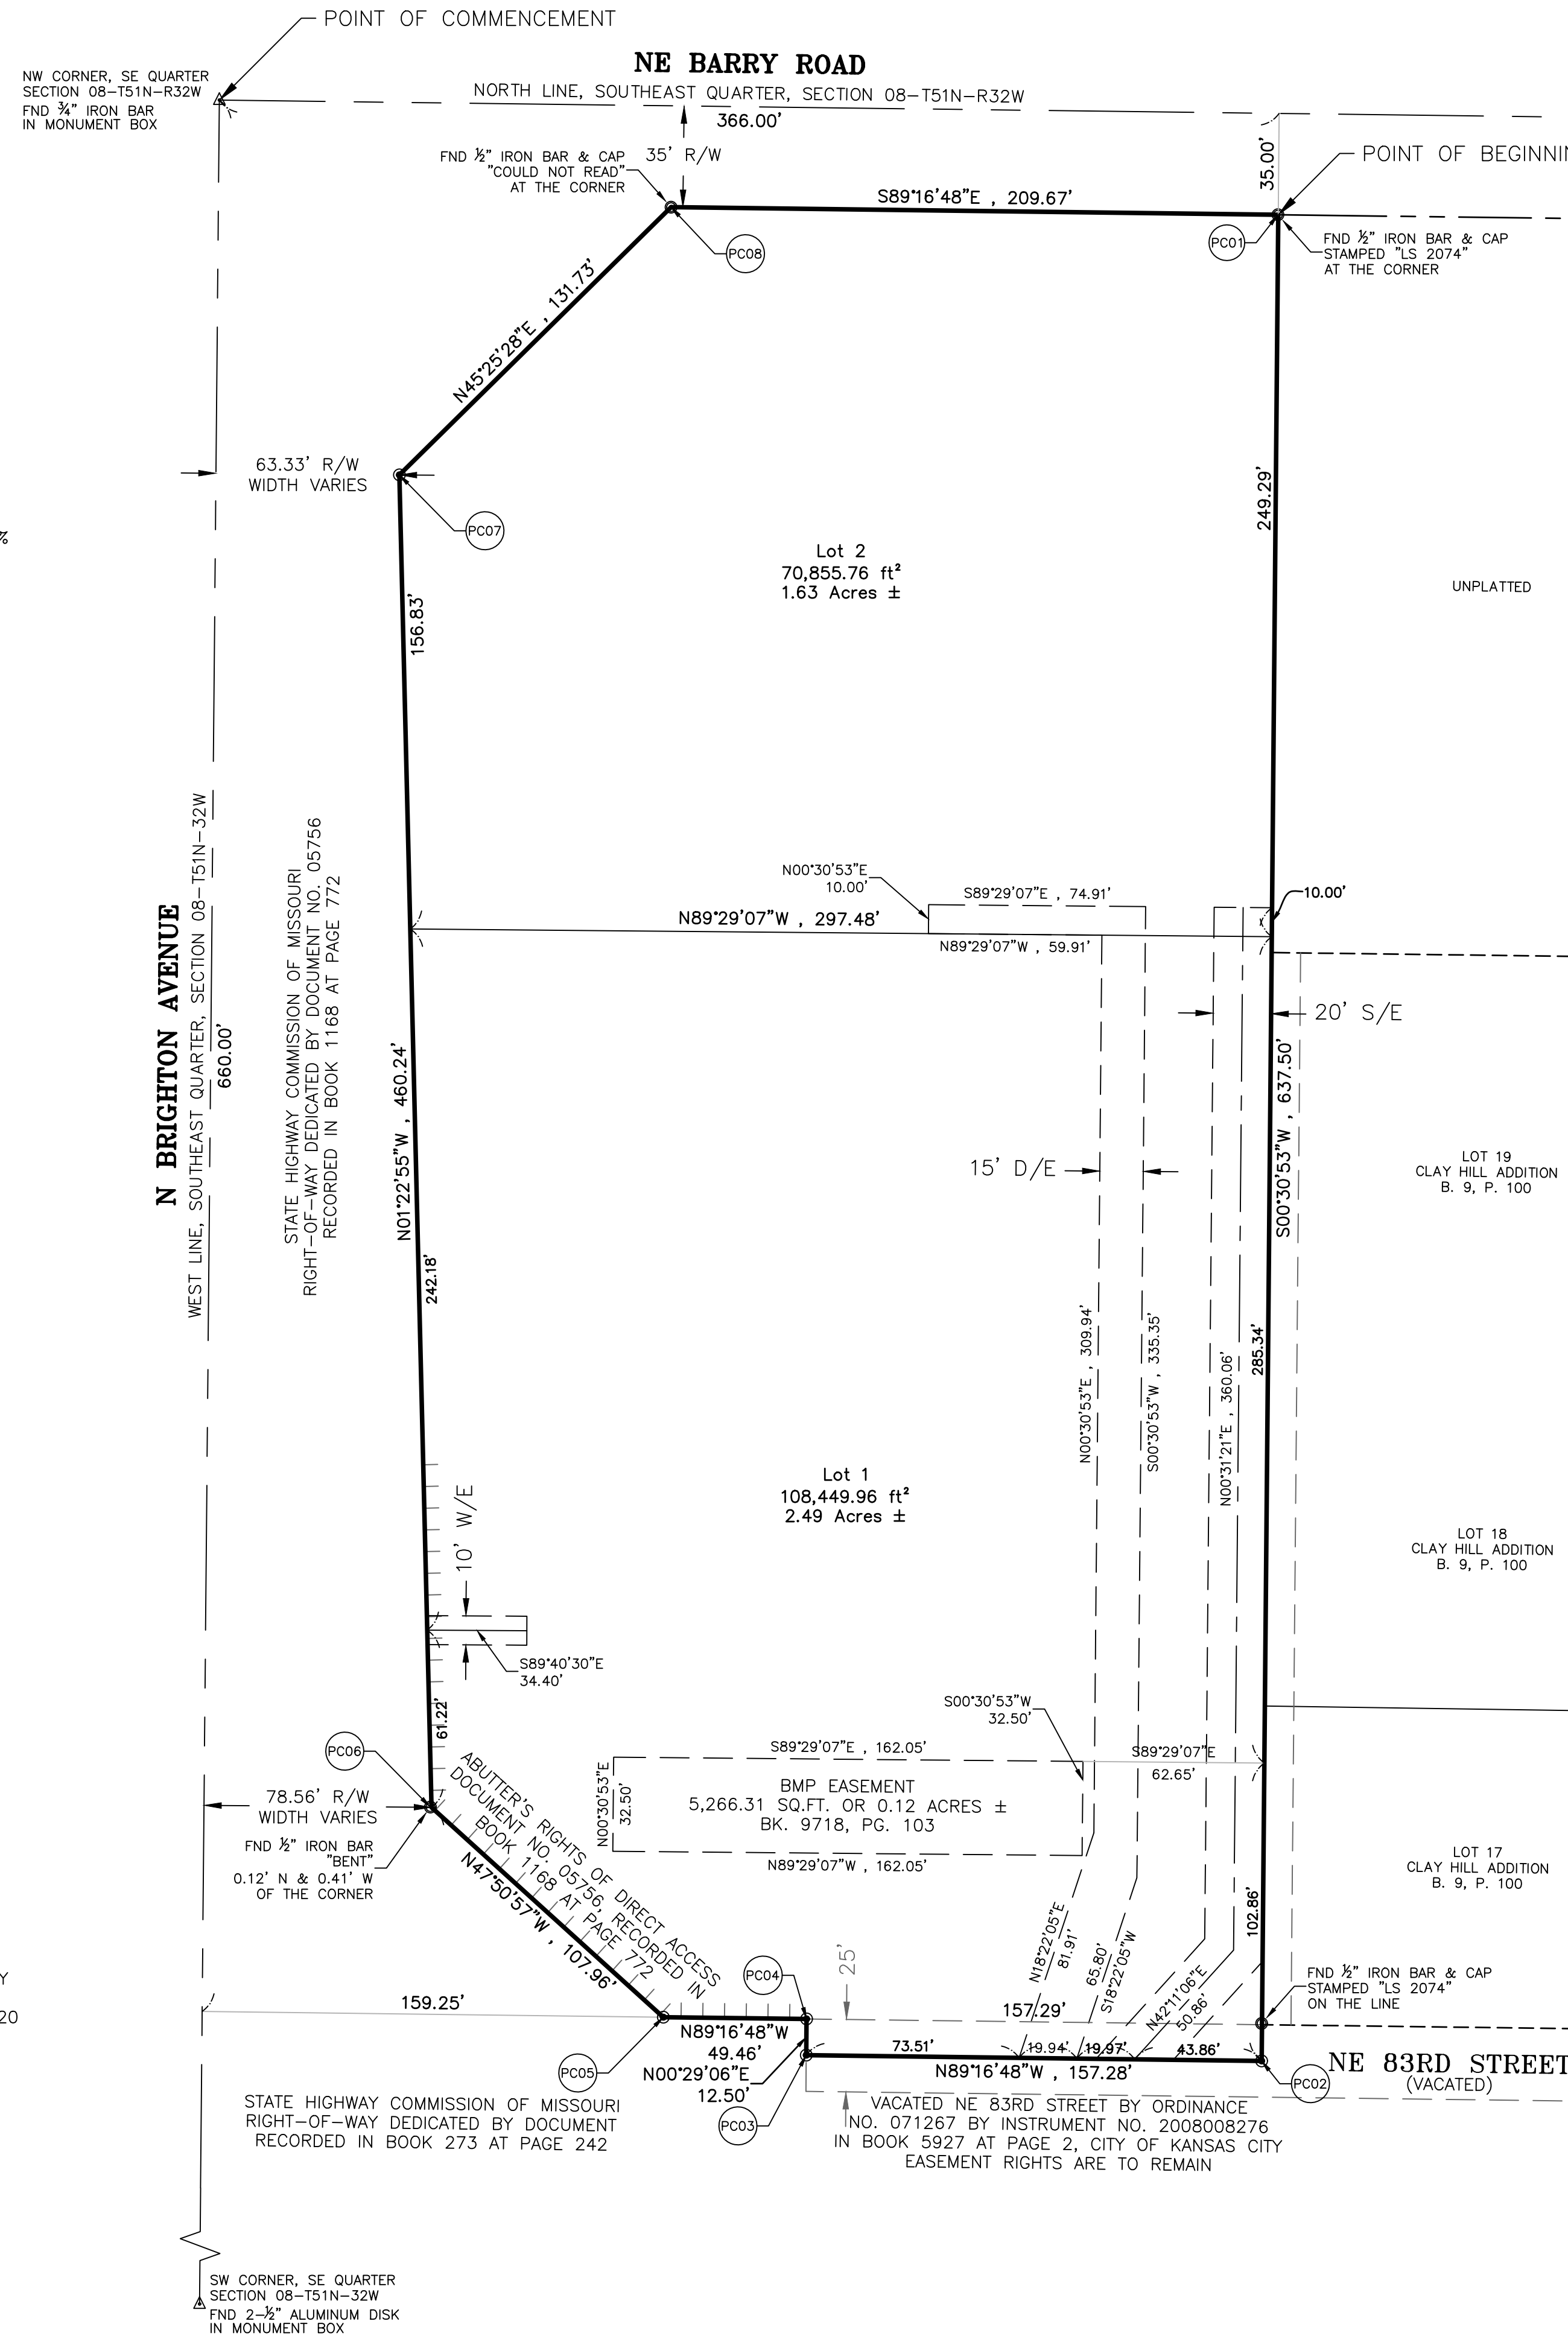 POINT OF COMMENCEMENT
NE BARRY ROAD
NW CORNER, SE QUARTER
SECTION 08-T51N-R32W
FND ¾" IRON BAR
IN MONUMENT BOX
NORTH LINE, SOUTHEAST QUARTER, SECTION 08-T51N-R32W
366.00'
35' R/W
35.00'
FND ½" IRON BAR & CAP
"COULD NOT READ"
AT THE CORNER
POINT OF BEGINNIN
S89°16'48"E , 209.67'
PC08
PC01
FND ½" IRON BAR & CAP
STAMPED "LS 2074"
AT THE CORNER
N45°25'28"E , 131.73'
63.33' R/W
WIDTH VARIES
PC07
%
249.29'
Lot 2
70,855.76 ft²
1.63 Acres ±
UNPLATTED
156.83'
N BRIGHTON AVENUE
WEST LINE, SOUTHEAST QUARTER, SECTION 08-T51N-32W
660.00'
STATE HIGHWAY COMMISSION OF MISSOURI
RIGHT-OF-WAY DEDICATED BY DOCUMENT NO. 05756
RECORDED IN BOOK 1168 AT PAGE 772
N00°30'53"E
10.00'
S89°29'07"E , 74.91'
10.00'
N89°29'07"W , 297.48'
N89°29'07"W , 59.91'
20' S/E
N01°22'55"W , 460.24'
S00°30'53"W , 637.50'
15' D/E
LOT 19
CLAY HILL ADDITION
B. 9, P. 100
242.18'
N00°30'53"E , 309.94'
S00°30'53"W , 335.35'
N00°31'21"E , 360.06'
285.34'
Lot 1
108,449.96 ft²
2.49 Acres ±
LOT 18
CLAY HILL ADDITION
B. 9, P. 100
10' W/E
S89°40'30"E
34.40'
61.22'
S00°30'53"W
32.50'
PC06
S89°29'07"E , 162.05'
S89°29'07"E
62.65'
78.56' R/W
WIDTH VARIES
N00°30'53"E
32.50'
BMP EASEMENT
5,266.31 SQ.FT. OR 0.12 ACRES ±
BK. 9718, PG. 103
N89°29'07"W , 162.05'
FND ½" IRON BAR
"BENT"
0.12' N & 0.41' W
OF THE CORNER
ABUTTER'S RIGHTS OF DIRECT ACCESS
DOCUMENT NO. 05756, RECORDED IN
BOOK 1168 AT PAGE 772
N47°50'57"W , 107.96'
LOT 17
CLAY HILL ADDITION
B. 9, P. 100
102.86'
N18°22'05"E
81.91'
65.80'
S18°22'05"W
N42°11'06"E
50.86'
Y
20
PC04
25'
FND ½" IRON BAR & CAP
STAMPED "LS 2074"
ON THE LINE
159.25'
157.29'
N89°16'48"W
49.46'
73.51'
19.94'
19.97'
43.86'
N89°16'48"W , 157.28'
N00°29'06"E
12.50'
PC05
PC03
PC02
NE 83RD STREET
(VACATED)
STATE HIGHWAY COMMISSION OF MISSOURI
RIGHT-OF-WAY DEDICATED BY DOCUMENT
RECORDED IN BOOK 273 AT PAGE 242
VACATED NE 83RD STREET BY ORDINANCE
NO. 071267 BY INSTRUMENT NO. 2008008276
IN BOOK 5927 AT PAGE 2, CITY OF KANSAS CITY
EASEMENT RIGHTS ARE TO REMAIN
SW CORNER, SE QUARTER
SECTION 08-T51N-32W
FND 2-½" ALUMINUM DISK
IN MONUMENT BOX